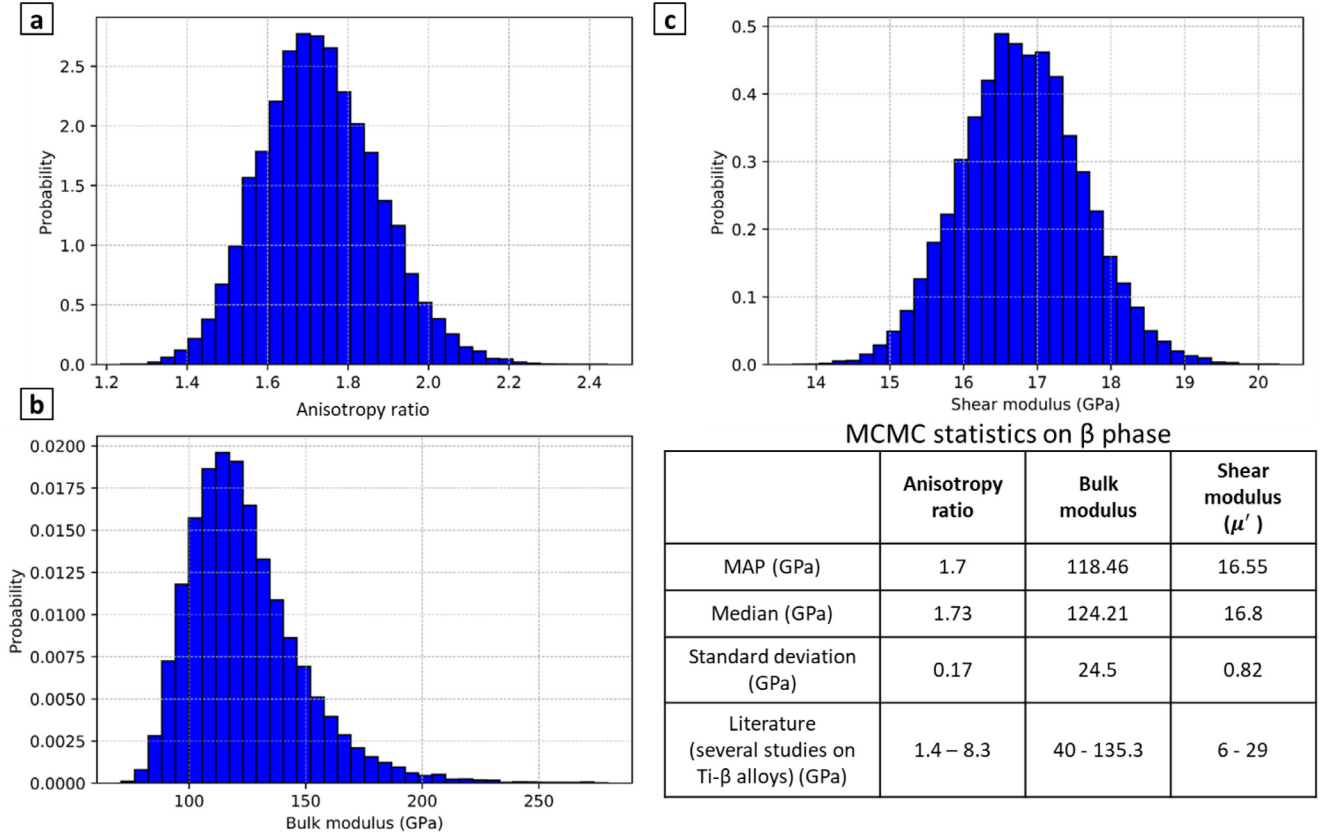 a
Probability
2.5
2.0
1.5
1.0
0.5
0.0
1.2 1.4 1.6 1.8 2.0 2.2 2.4
Anisotropy ratio
b
Probability
0.0200
0.0175
0.0150
0.0125
0.0100
0.0075
0.0050
0.0025
0.0000
100 150 200 250
Bulk modulus (GPa)
c
Probability
0.5
0.4
0.3
0.2
0.1
0.0
14 15 16 17 18 19 20
Shear modulus (GPa)
MCMC statistics on β phase
Anisotropy
ratio
Bulk
modulus
Shear
modulus
(μ′ )
MAP (GPa) 1.7 118.46 16.55
Median (GPa) 1.73 124.21 16.8
Standard deviation
(GPa)
0.17 24.5 0.82
Literature
(several studies on
Ti-β alloys) (GPa)
1.4 – 8.3 40 - 135.3 6 - 29